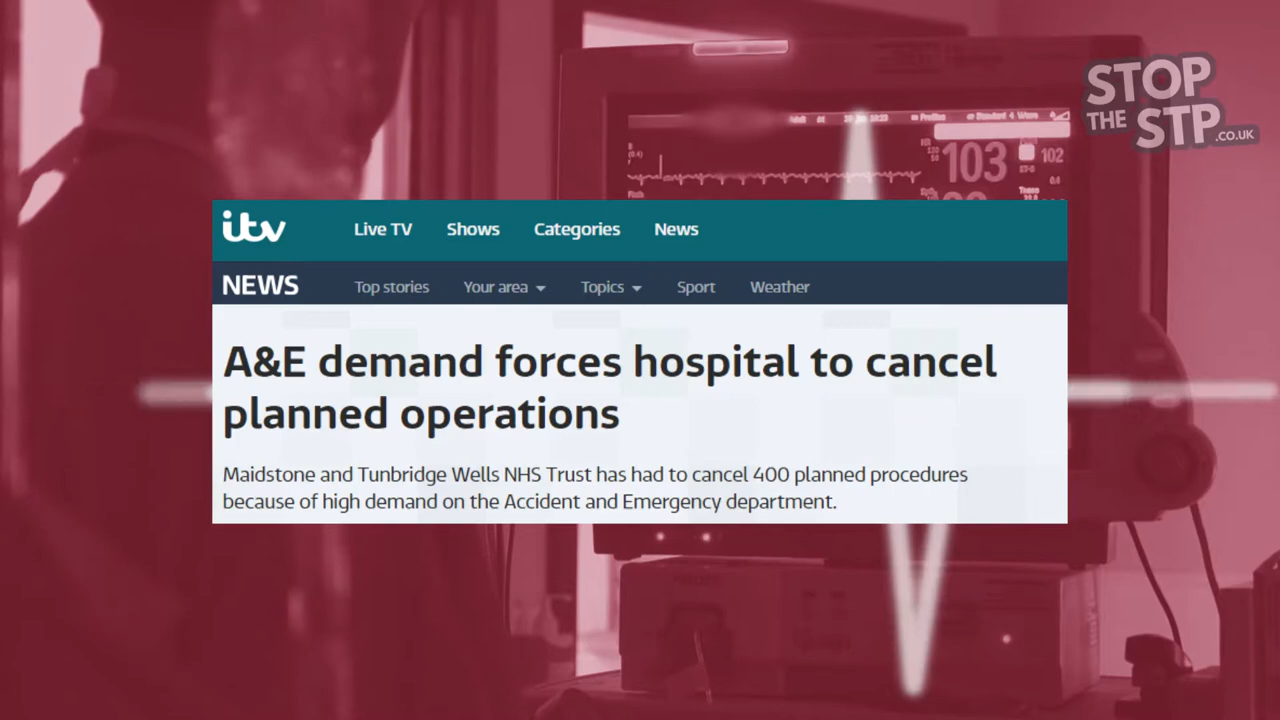 STOP
THE STP.co.uk
103
102
itv
Live TV Shows Categories News
NEWS
Top stories Your area Topics Sport Weather
A&E demand forces hospital to cancel
planned operations
Maidstone and Tunbridge Wells NHS Trust has had to cancel 400 planned procedures
because of high demand on the Accident and Emergency department.